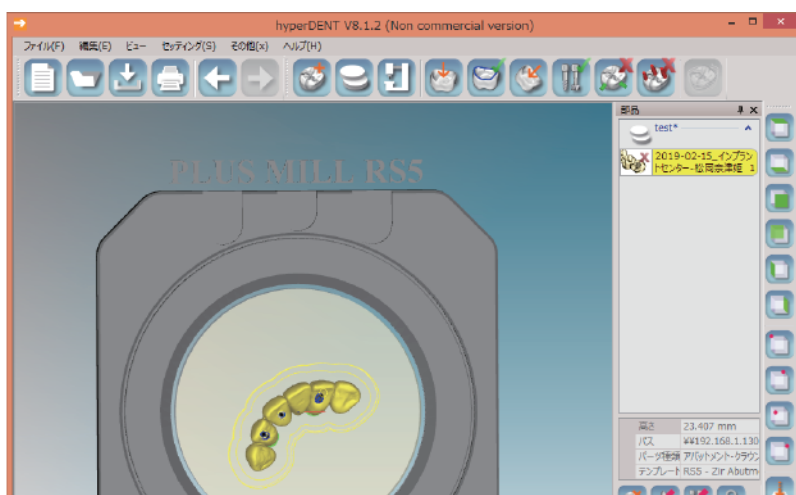 hyperDENT V8.1.2 (Non commercial version)
ファイル(F) 編集(E) ビュー セッティング(S) その他(x) ヘルプ(H)
部品
test*
2019-02-15_インプラン
トセンター-松岡奈津姫_1
PLUS MILL RS5
高さ 23.407 mm
パス ¥¥192.168.1.130
パーツ種類 アバットメント-クラウン
テンプレート RS5 - Zir Abutm